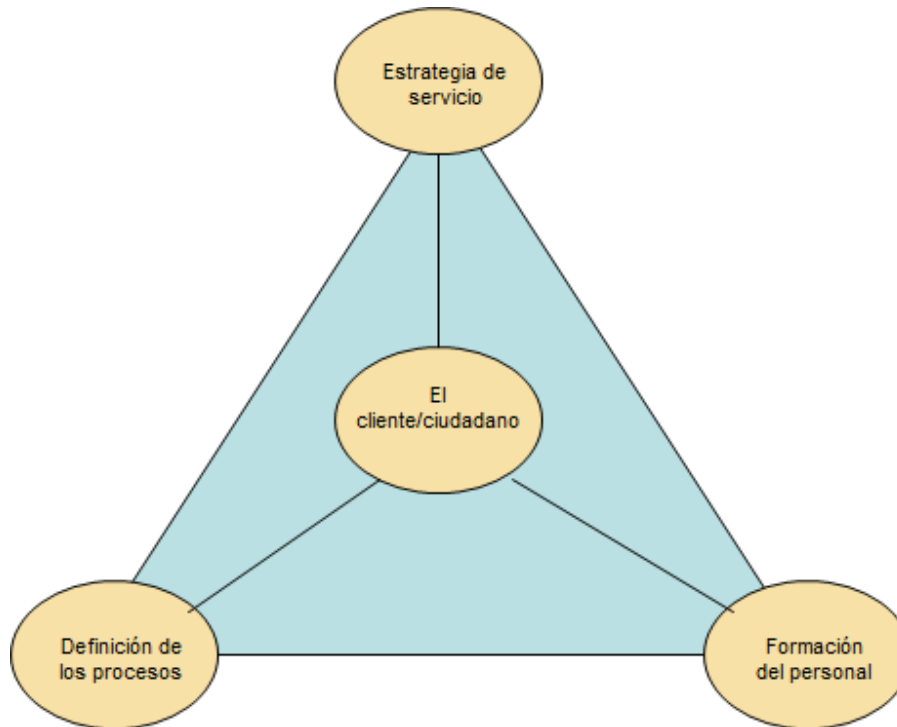 Estrategia de
servicio
El
cliente/ciudadano
Definición de
los procesos
Formación
del personal